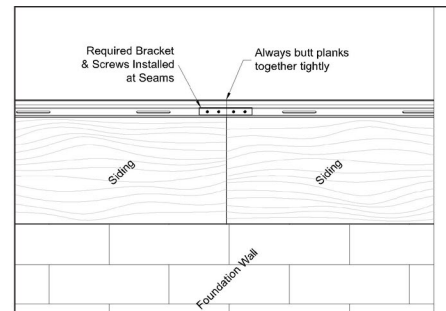 Required Bracket
& Screws Installed
at Seams
Always butt planks
together tightly
Siding
Siding
Foundation Wall